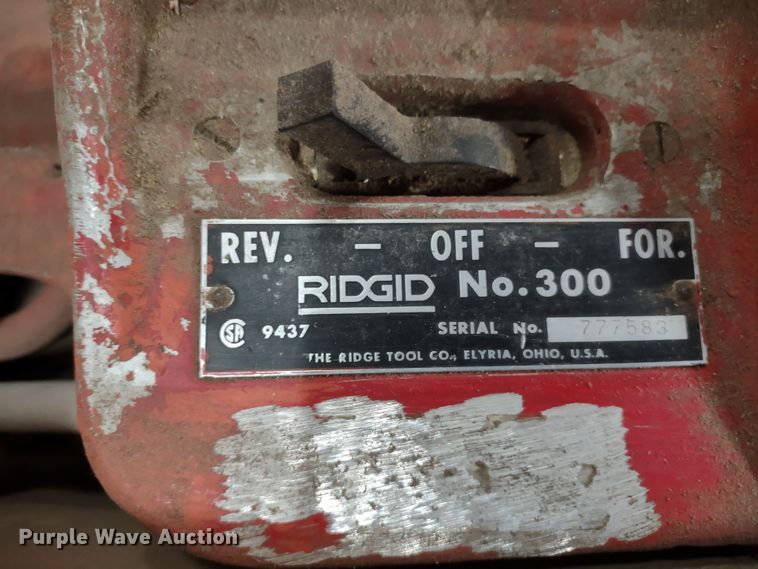 REV. — OFF — FOR.
RIDGID No. 300
SA 9437 SERIAL No. 777583
THE RIDGE TOOL CO., ELYRIA, OHIO, U.S.A.
Purple Wave Auction®